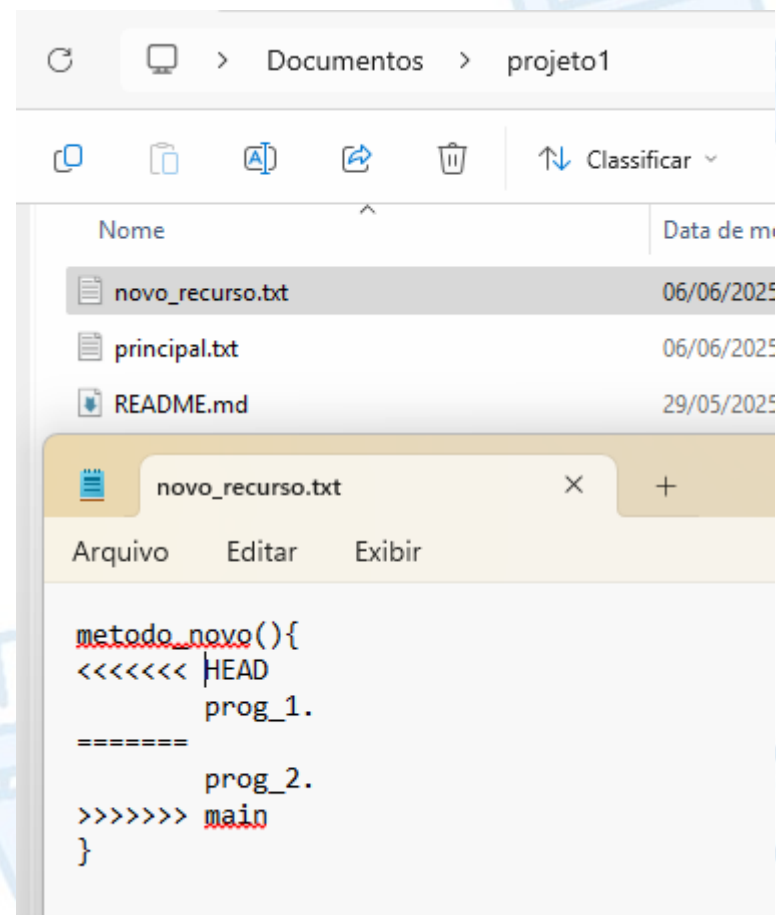 Documentos > projeto1
Classificar
Nome Data de
novo_recurso.txt 06/06/2025
principal.txt 06/06/2025
README.md 29/05/2025
novo_recurso.txt
Arquivo Editar Exibir
metodo_novo(){
<<<<<<< HEAD
prog_1.
=======
prog_2.
>>>>>>> main
}